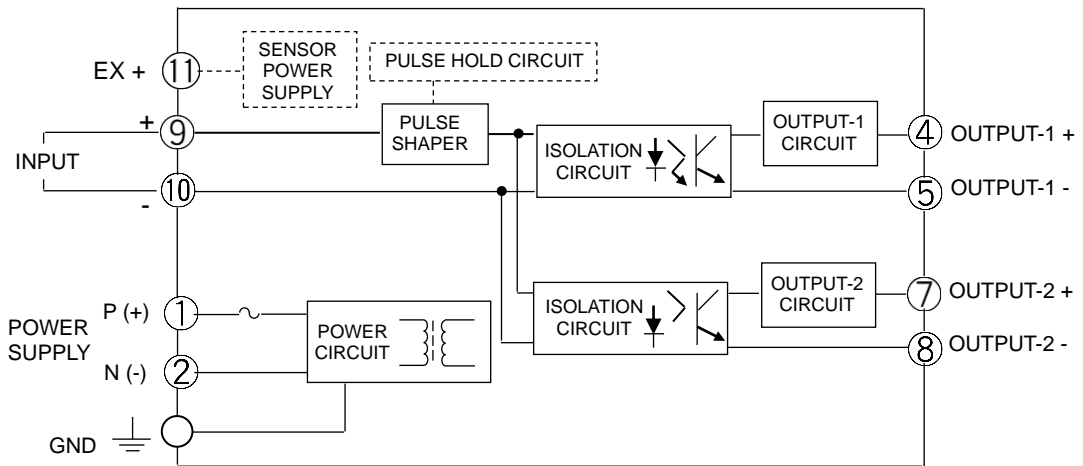 EX +
11
SENSOR
POWER
SUPPLY
PULSE HOLD CIRCUIT
+
9
PULSE
SHAPER
INPUT
10
-
ISOLATION
CIRCUIT
OUTPUT-1
CIRCUIT
4
OUTPUT-1 +
5
OUTPUT-1 -
ISOLATION
CIRCUIT
OUTPUT-2
CIRCUIT
7
OUTPUT-2 +
8
OUTPUT-2 -
POWER
SUPPLY
P (+)
1
N (-)
2
POWER
CIRCUIT
GND